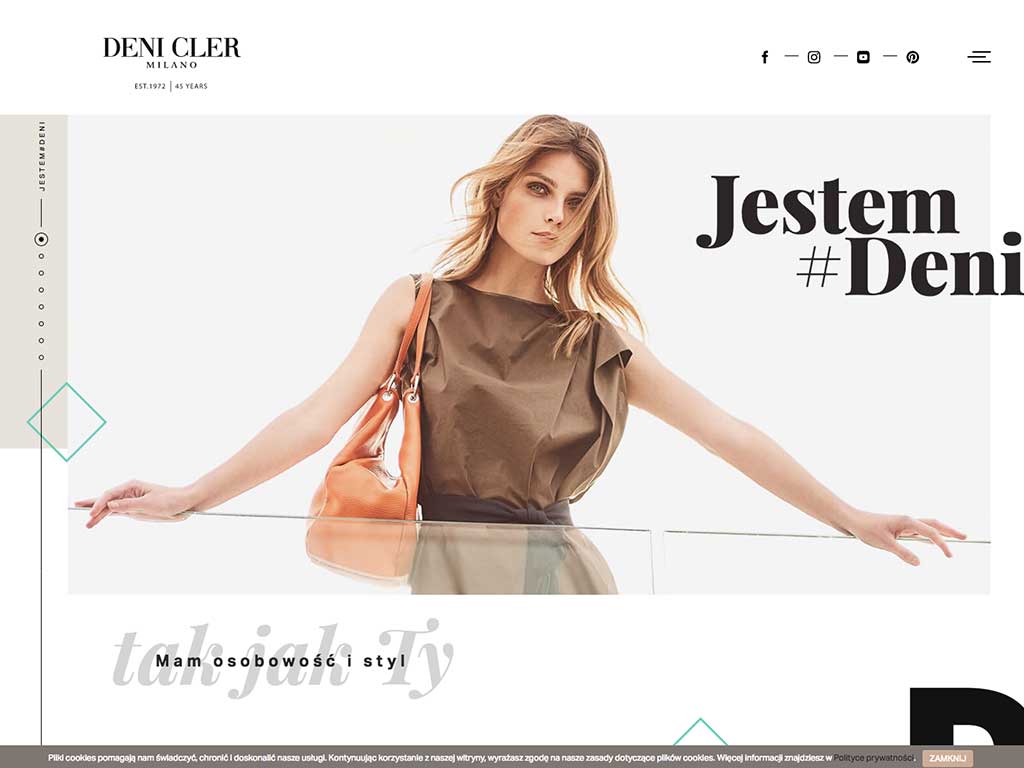 DENI CLER
MILANO
EST.1972 | 45 YEARS
JESTEM#DENI
Jestem
#Deni
tak jak Ty
Mam osobowość i styl
Pliki cookies pomagają nam świadczyć, chronić i doskonalić nasze usługi. Kontynuując korzystanie z naszej witryny, wyrażasz zgodę na nasze zasady dotyczące plików cookies. Więcej informacji znajdziesz w Polityce prywatności. ZAMKNIJ